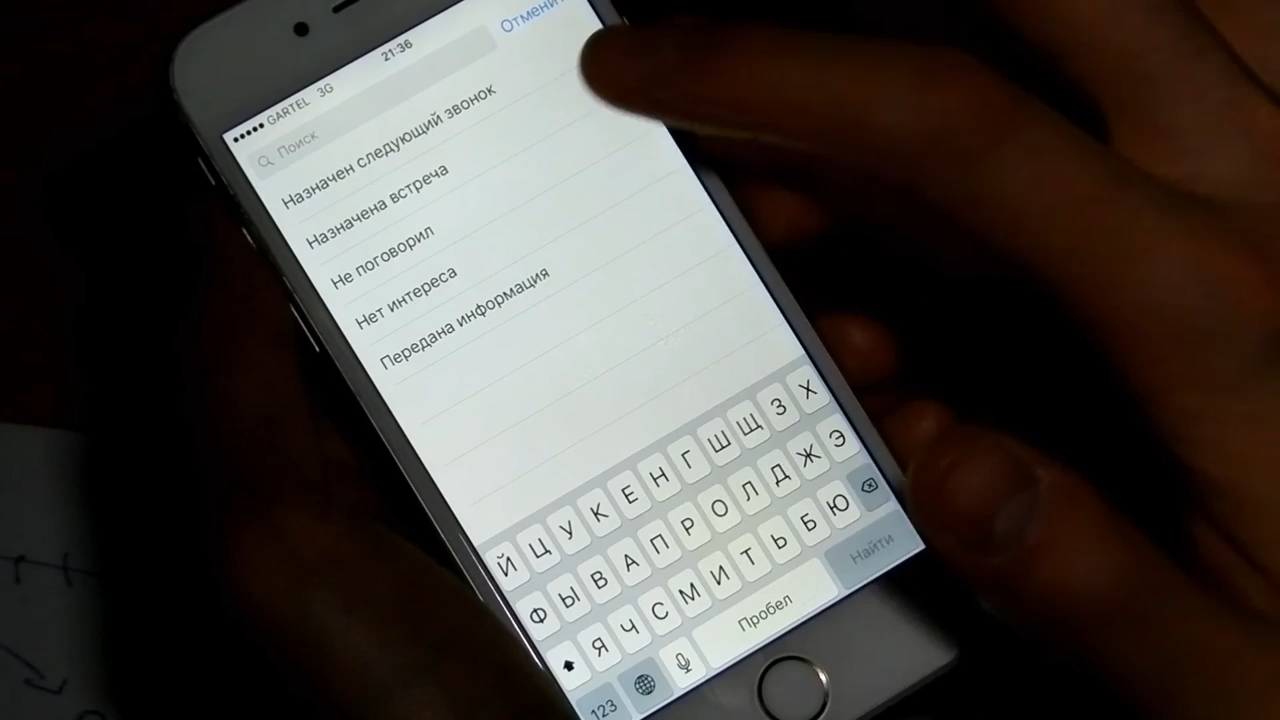 GARTEL 3G 21:36
Поиск Отменить
Назначен следующий звонок
Назначена встреча
Не поговорил
Нет интереса
Передана информация
Й Ц У К Е Н Г Ш Щ З Х
Ф Ы В А П Р О Л Д Ж Э
Я Ч С М И Т Ь Б Ю
123 Пробел Найти